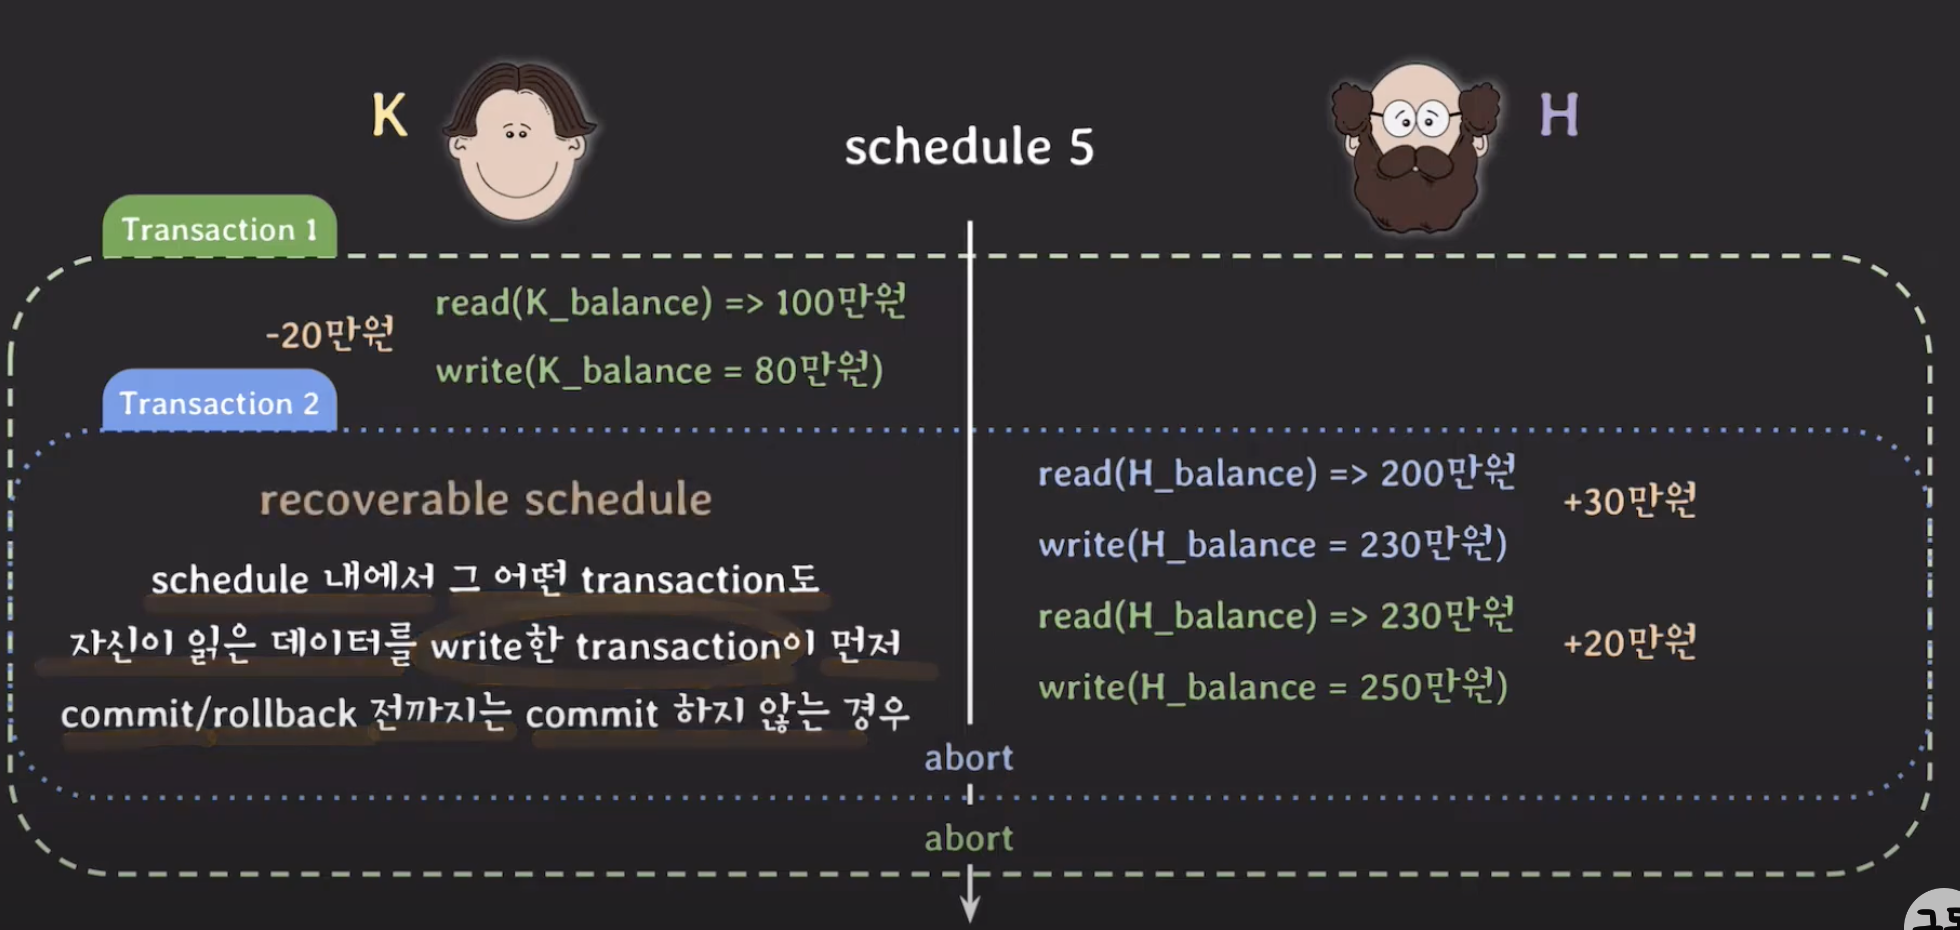 K
H
schedule 5
Transaction 1
read(K_balance) => 100만원
-20만원
write(K_balance = 80만원)
Transaction 2
read(H_balance) => 200만원
+30만원
write(H_balance = 230만원)
read(H_balance) => 230만원
+20만원
write(H_balance = 250만원)
recoverable schedule
schedule 내에서 그 어떤 transaction도
자신이 읽은 데이터를 write한 transaction이 먼저
commit/rollback 전까지는 commit 하지 않는 경우
abort
abort